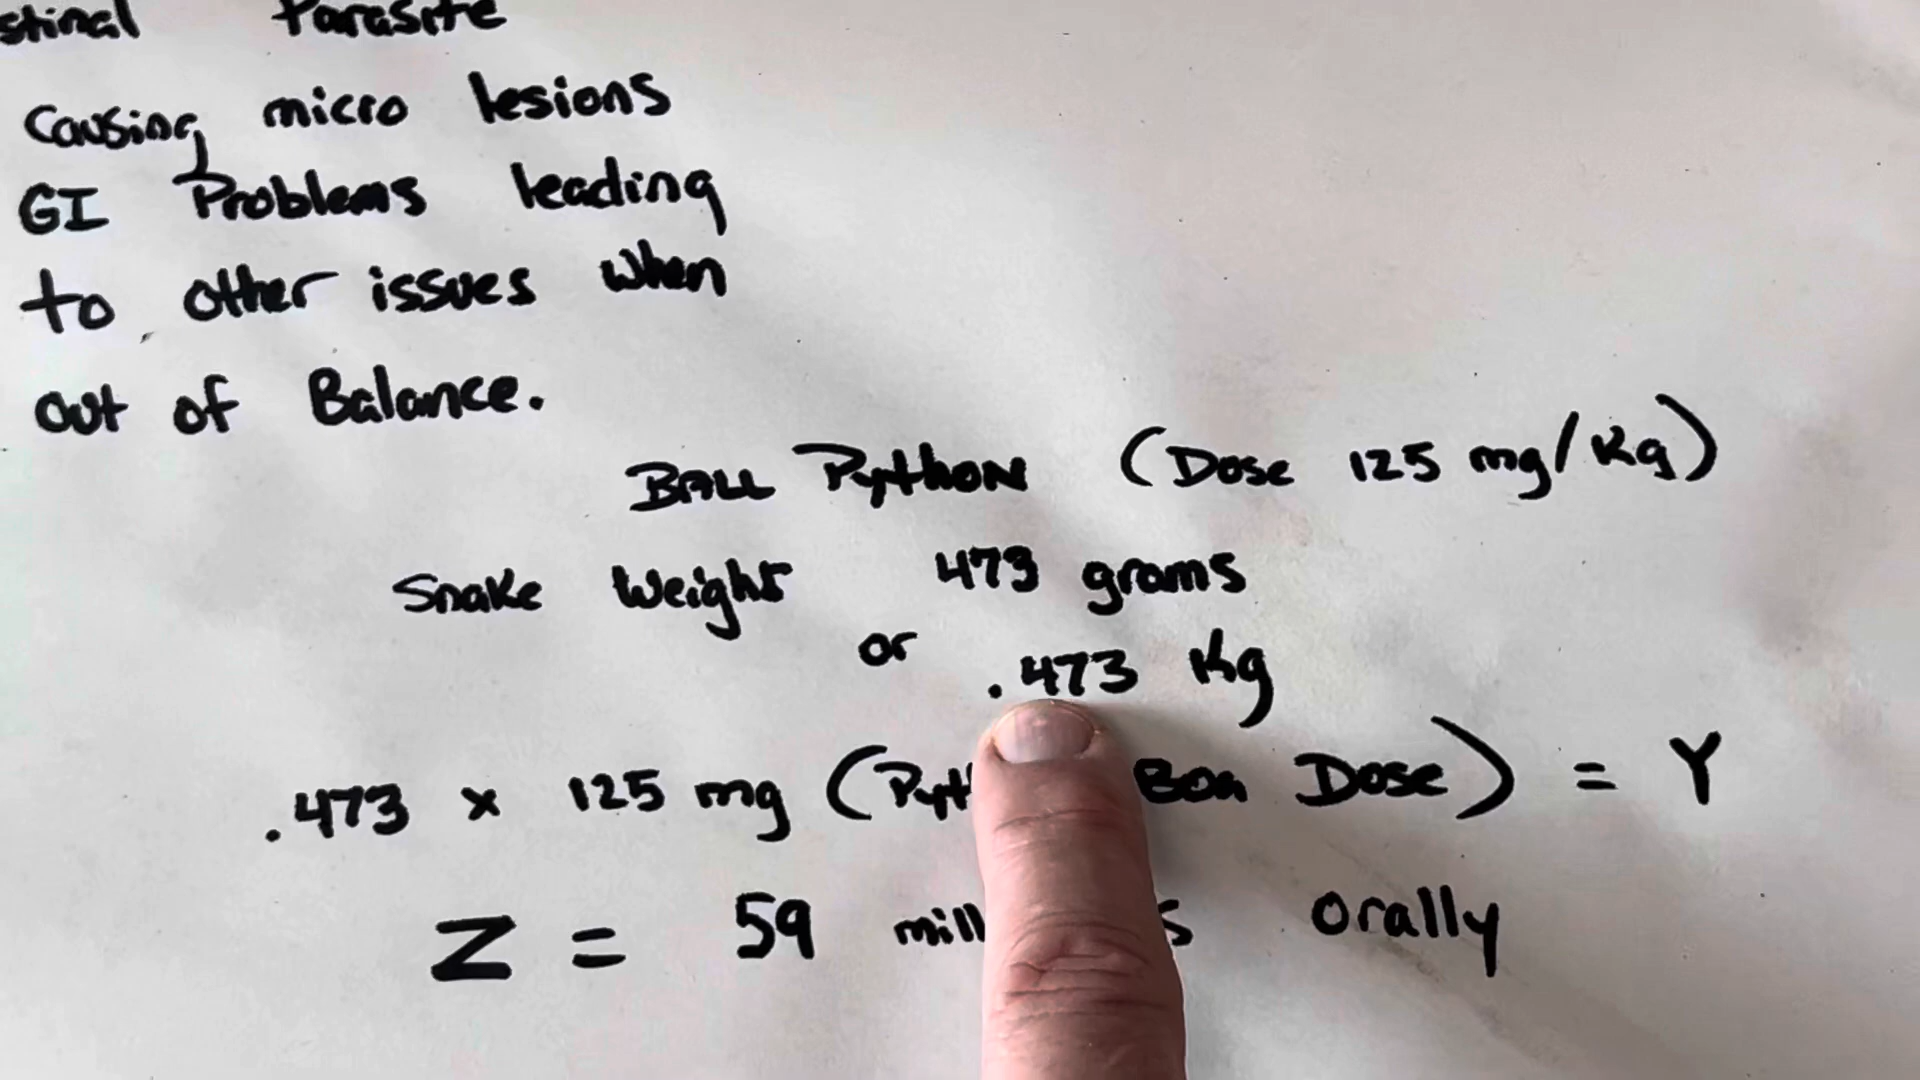 Parasite
Causing micro lesions
GI Problems leading
to other issues when
out of Balance.
BALL Python (Dose 125 mg/Kg)
Snake Weight 473 grams
or .473 Kg
.473 x 125 mg ( Boa Dose) = Y
Z = 59 orally